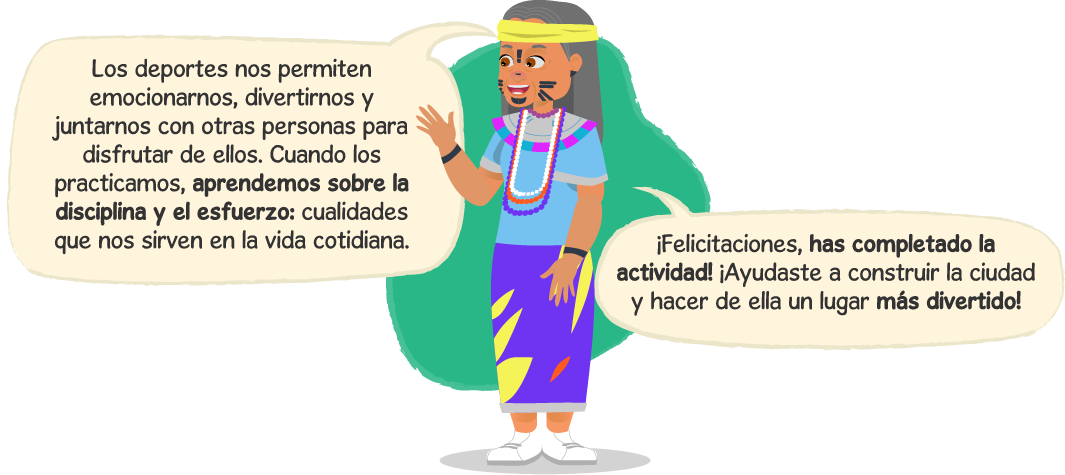 Los deportes nos permiten
emocionarnos, divertirnos y
juntarnos con otras personas para
disfrutar de ellos. Cuando los
practicamos, aprendemos sobre la
disciplina y el esfuerzo: cualidades
que nos sirven en la vida cotidiana.
¡Felicitaciones, has completado la
actividad! ¡Ayudaste a construir la ciudad
y hacer de ella un lugar más divertido!